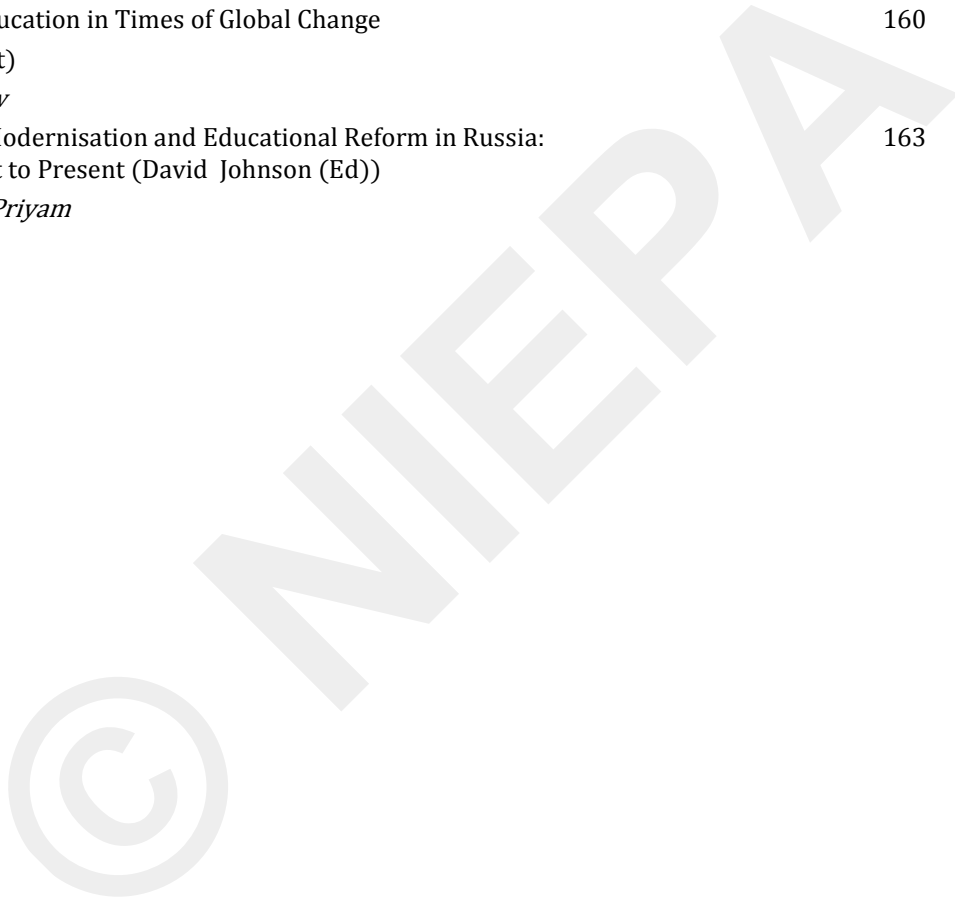 ucation in Times of Global Change 160
t)
Modernisation and Educational Reform in Russia: 163
t to Present (David Johnson (Ed))
Priyam
© NIEPA